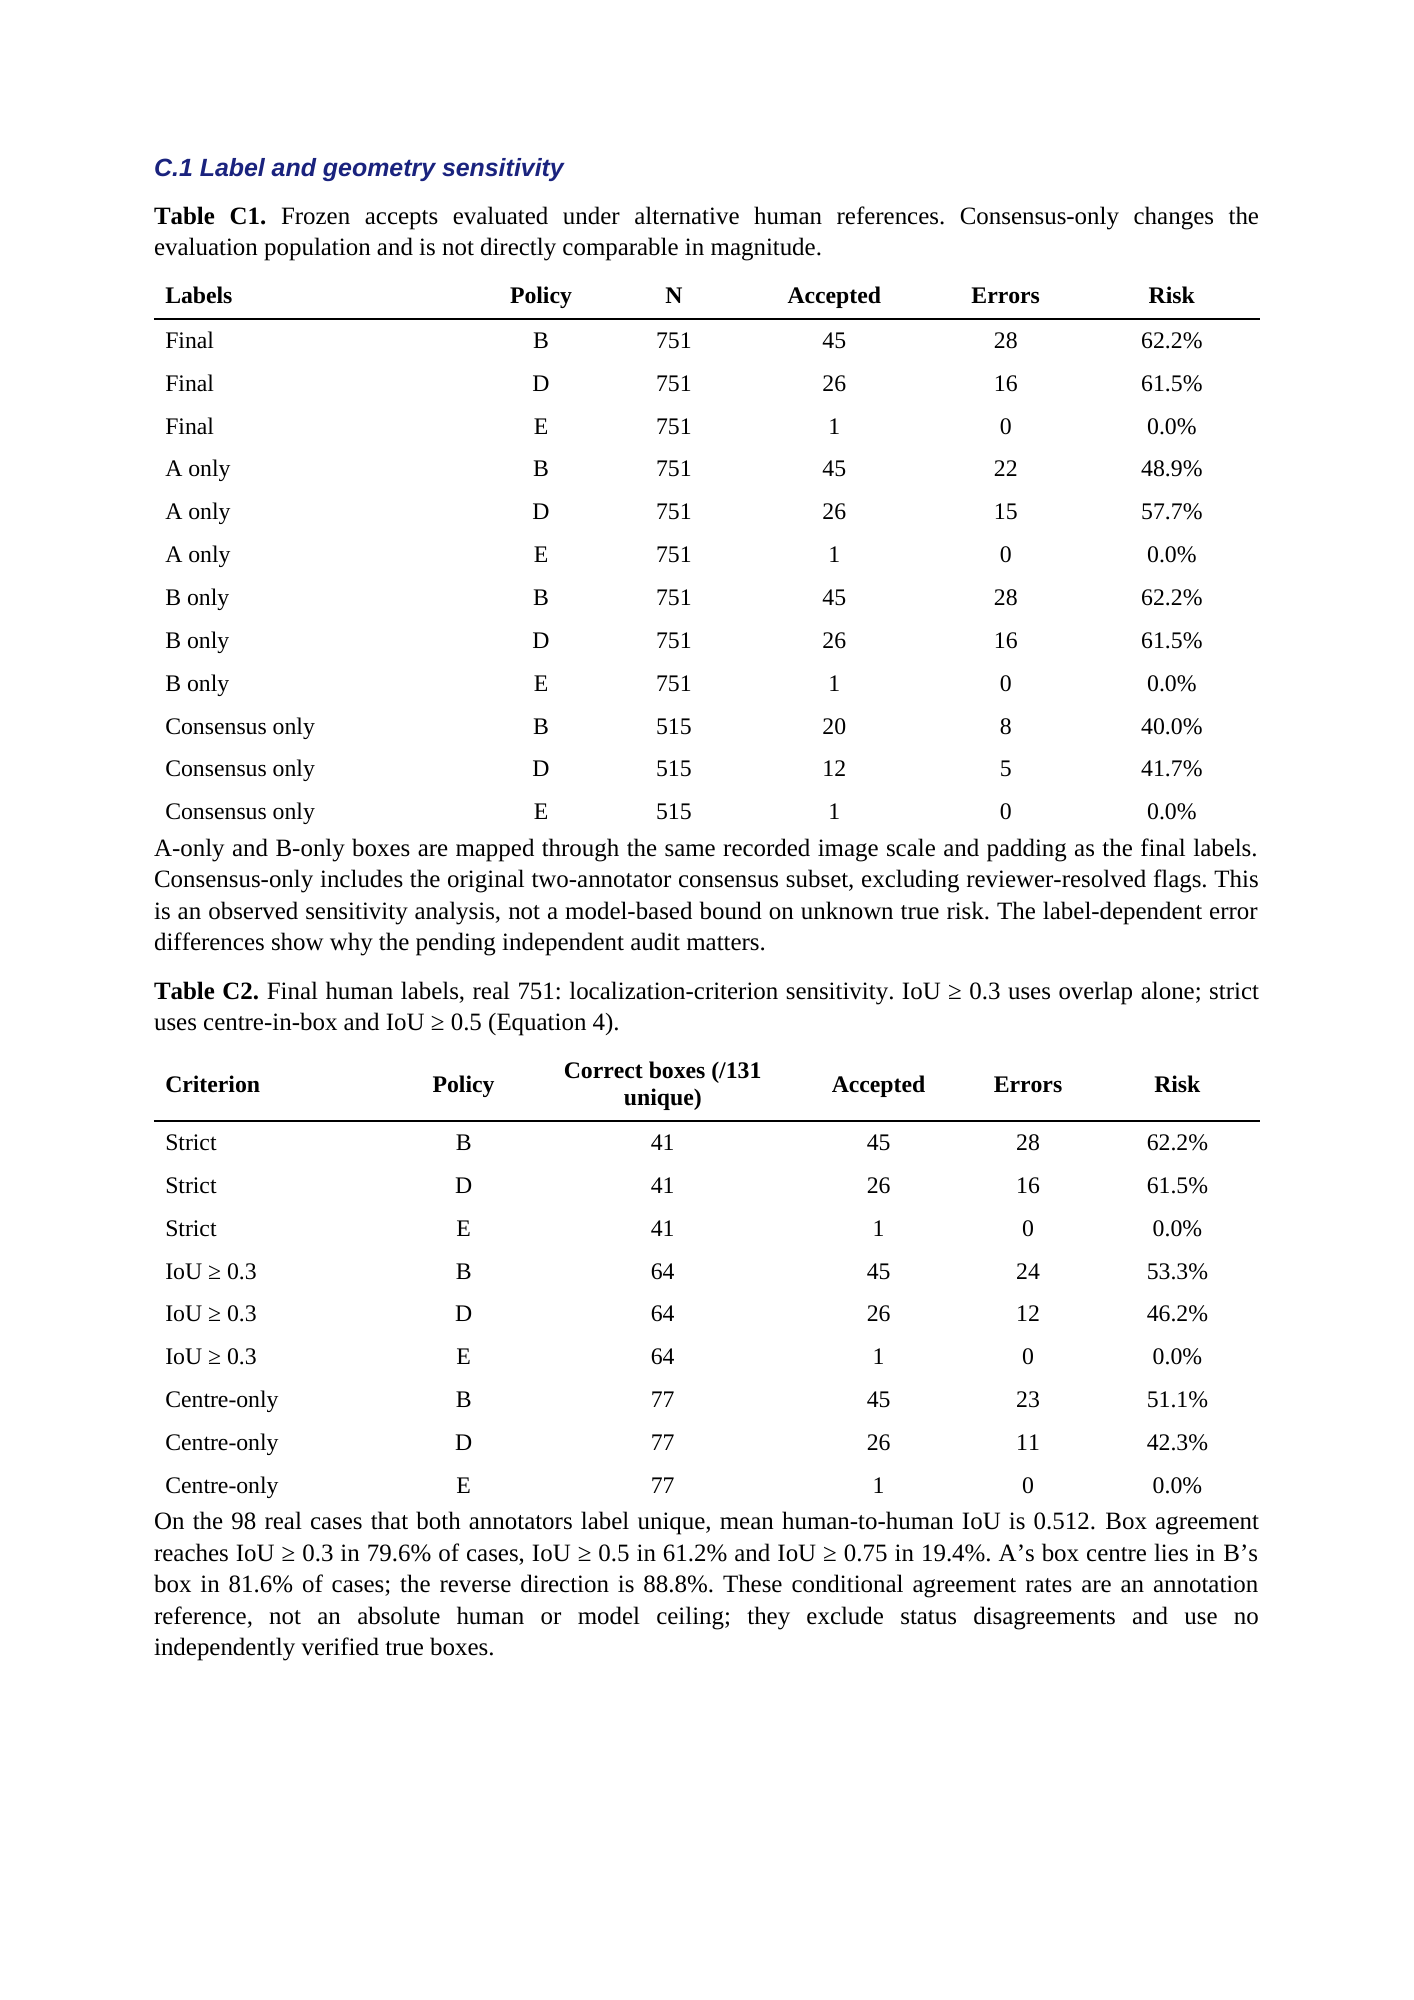 C.1 Label and geometry sensitivity
Table C1. Frozen accepts evaluated under alternative human references. Consensus-only changes the
evaluation population and is not directly comparable in magnitude.
Labels Policy N Accepted Errors Risk
Final B 751 45 28 62.2%
Final D 751 26 16 61.5%
Final E 751 1 0 0.0%
A only B 751 45 22 48.9%
A only D 751 26 15 57.7%
A only E 751 1 0 0.0%
B only B 751 45 28 62.2%
B only D 751 26 16 61.5%
B only E 751 1 0 0.0%
Consensus only B 515 20 8 40.0%
Consensus only D 515 12 5 41.7%
Consensus only E 515 1 0 0.0%
A-only and B-only boxes are mapped through the same recorded image scale and padding as the final labels.
Consensus-only includes the original two-annotator consensus subset, excluding reviewer-resolved flags. This
is an observed sensitivity analysis, not a model-based bound on unknown true risk. The label-dependent error
differences show why the pending independent audit matters.
Table C2. Final human labels, real 751: localization-criterion sensitivity. IoU ≥ 0.3 uses overlap alone; strict
uses centre-in-box and IoU ≥ 0.5 (Equation 4).
Criterion Policy Correct boxes (/131 unique) Accepted Errors Risk
Strict B 41 45 28 62.2%
Strict D 41 26 16 61.5%
Strict E 41 1 0 0.0%
IoU ≥ 0.3 B 64 45 24 53.3%
IoU ≥ 0.3 D 64 26 12 46.2%
IoU ≥ 0.3 E 64 1 0 0.0%
Centre-only B 77 45 23 51.1%
Centre-only D 77 26 11 42.3%
Centre-only E 77 1 0 0.0%
On the 98 real cases that both annotators label unique, mean human-to-human IoU is 0.512. Box agreement
reaches IoU ≥ 0.3 in 79.6% of cases, IoU ≥ 0.5 in 61.2% and IoU ≥ 0.75 in 19.4%. A’s box centre lies in B’s
box in 81.6% of cases; the reverse direction is 88.8%. These conditional agreement rates are an annotation
reference, not an absolute human or model ceiling; they exclude status disagreements and use no
independently verified true boxes.